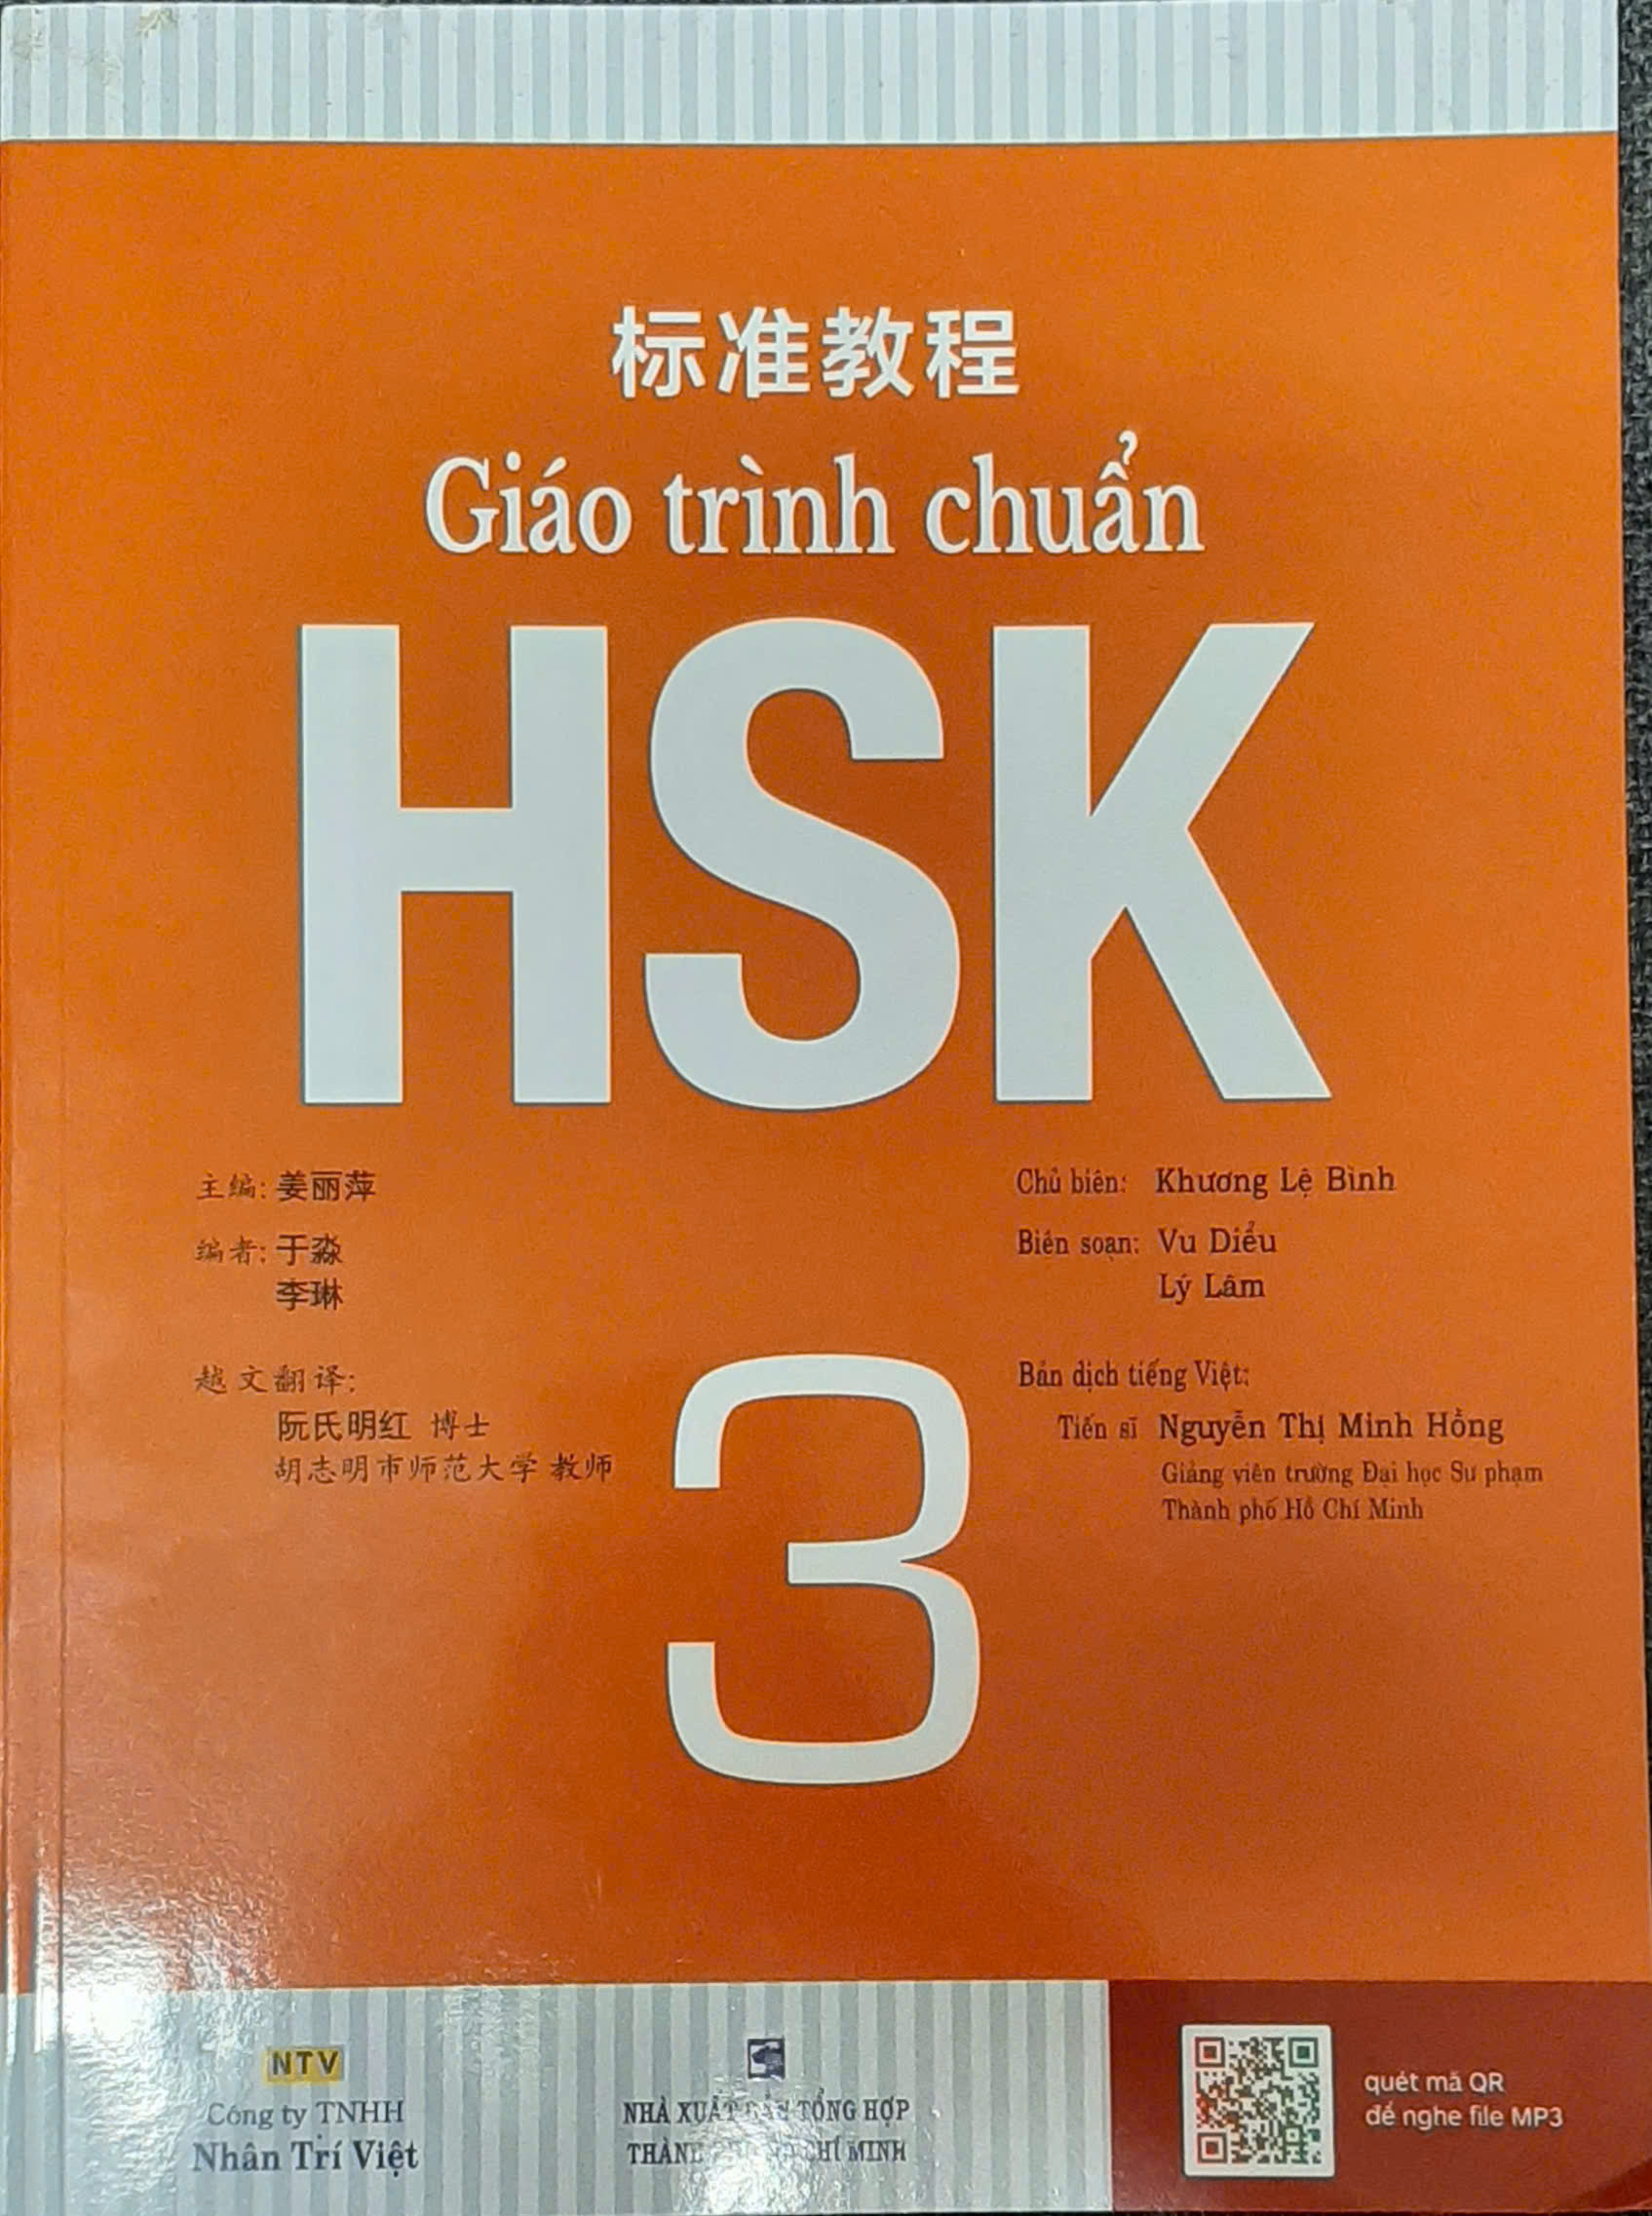 标准教程
Giáo trình chuẩn
HSK
主编: 姜丽萍
编者: 于淼
李琳
越文翻译:
阮氏明红 博士
胡志明市师范大学 教师
Chủ biên: Khương Lệ Bình
Biên soạn: Vu Diểu
Lý Lâm
Bản dịch tiếng Việt:
Tiến sĩ Nguyễn Thị Minh Hồng
Giảng viên trường Đại học Sư phạm
Thành phố Hồ Chí Minh
3
NTV
Công ty TNHH
Nhân Trí Việt
NHÀ XUẤT BẢN TỔNG HỢP
THÀNH PHỐ HỒ CHÍ MINH
quét mã QR
để nghe file MP3